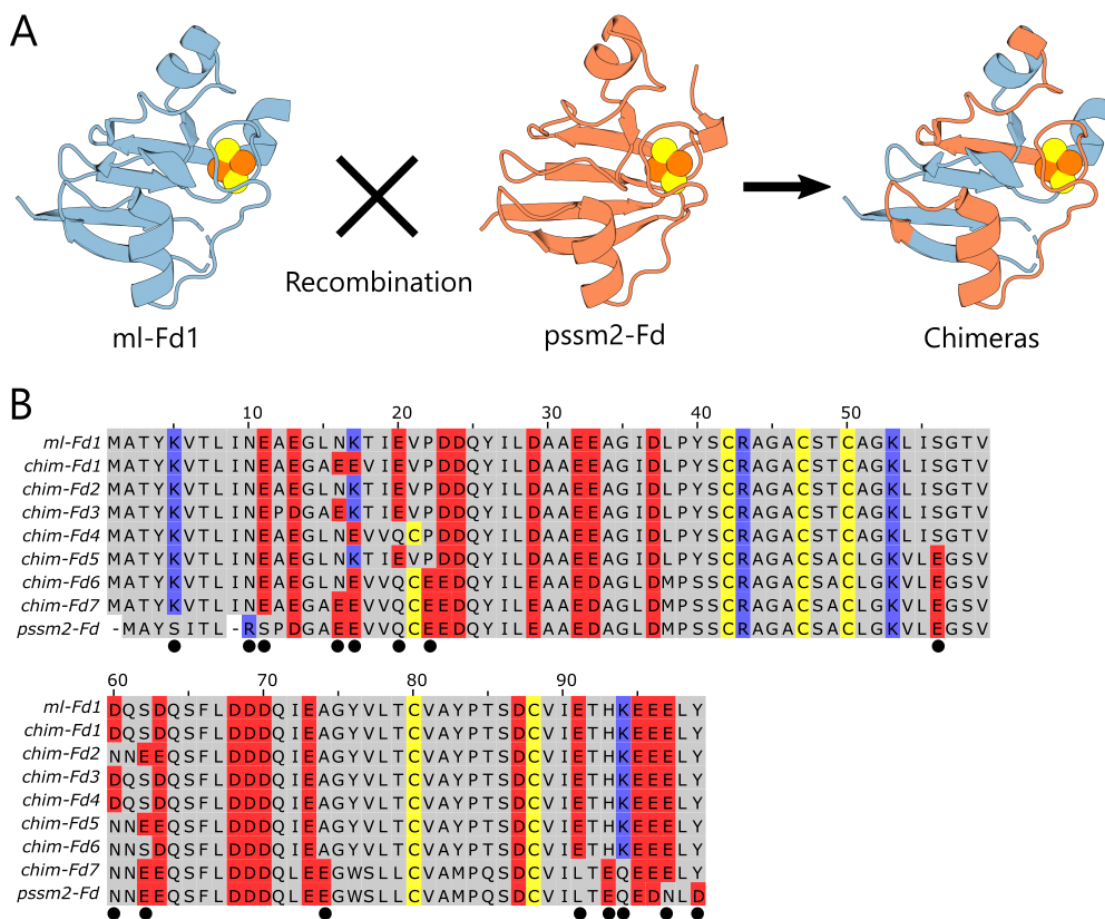 A
ml-Fd1
Recombination
pssm2-Fd
Chimeras
B
10 20 30 40 50
ml-Fd1 MATYKVTLINEAEGLNKTIEVPDDQYILDAAEEAGIDLPYSCRAGACSTCAGKLISGTV
chim-Fd1 MATYKVTLINEAEGAEEVIEVPDDQYILDAAEEAGIDLPYSCRAGACSTCAGKLISGTV
chim-Fd2 MATYKVTLINEAEGLNKTIEVPDDQYILDAAEEAGIDLPYSCRAGACSTCAGKLISGTV
chim-Fd3 MATYKVTLINEPDGAEKTIEVPDDQYILDAAEEAGIDLPYSCRAGACSTCAGKLISGTV
chim-Fd4 MATYKVTLINEAEGLNEVVQCPDDQYILDAAEEAGIDLPYSCRAGACSTCAGKLISGTV
chim-Fd5 MATYKVTLINEAEGLNKTIEVPDDQYILDAAEEAGIDLPYSCRAGACSACLGKVLEGSV
chim-Fd6 MATYKVTLINEAEGLNEVVQCEEDQYILEAAEDAGLDMPSSCRAGACSACLGKVLEGSV
chim-Fd7 MATYKVTLINEAEGAEEVVQCEEDQYILEAAEDAGLDMPSSCRAGACSACLGKVLEGSV
pssm2-Fd -MAYSITL-RSPDGAEEVVQCEEDQYILEAAEDAGLDMPSSCRAGACSACLGKVLEGSV
60 70 80 90
ml-Fd1 DQSDQSFLDDDQIEAGYVLTCVAYPTSDCVIETHKEEELY
chim-Fd1 DQSDQSFLDDDQIEAGYVLTCVAYPTSDCVIETHKEEELY
chim-Fd2 NNEEQSFLDDDQIEAGYVLTCVAYPTSDCVIETHKEEELY
chim-Fd3 DQSDQSFLDDDQIEAGYVLTCVAYPTSDCVIETHKEEELY
chim-Fd4 DQSDQSFLDDDQIEAGYVLTCVAYPTSDCVIETHKEEELY
chim-Fd5 NNEEQSFLDDDQIEAGYVLTCVAYPTSDCVIETHKEEELY
chim-Fd6 NNSDQSFLDDDQIEAGYVLTCVAYPTSDCVIETHKEEELY
chim-Fd7 NNEEQSFLDDDQLEEGWSLLCVAMPQSDCVILTEQEEELY
pssm2-Fd NNEEQSFLDDDQLEEGWSLLCVAMPQSDCVILTEQEDNLD